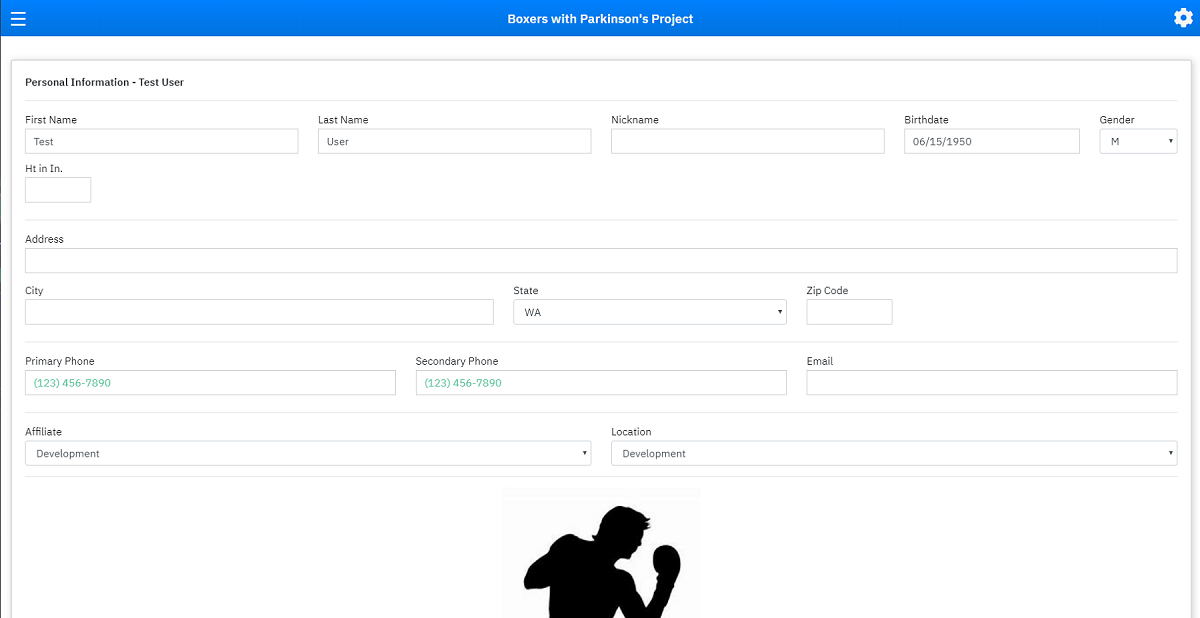 Boxers with Parkinson's Project
Personal Information - Test User
First Name Last Name Nickname Birthdate Gender
Test User 06/15/1950 M
Ht in In.
Address
City State Zip Code
WA
Primary Phone Secondary Phone Email
(123) 456-7890 (123) 456-7890
Affiliate Location
Development Development